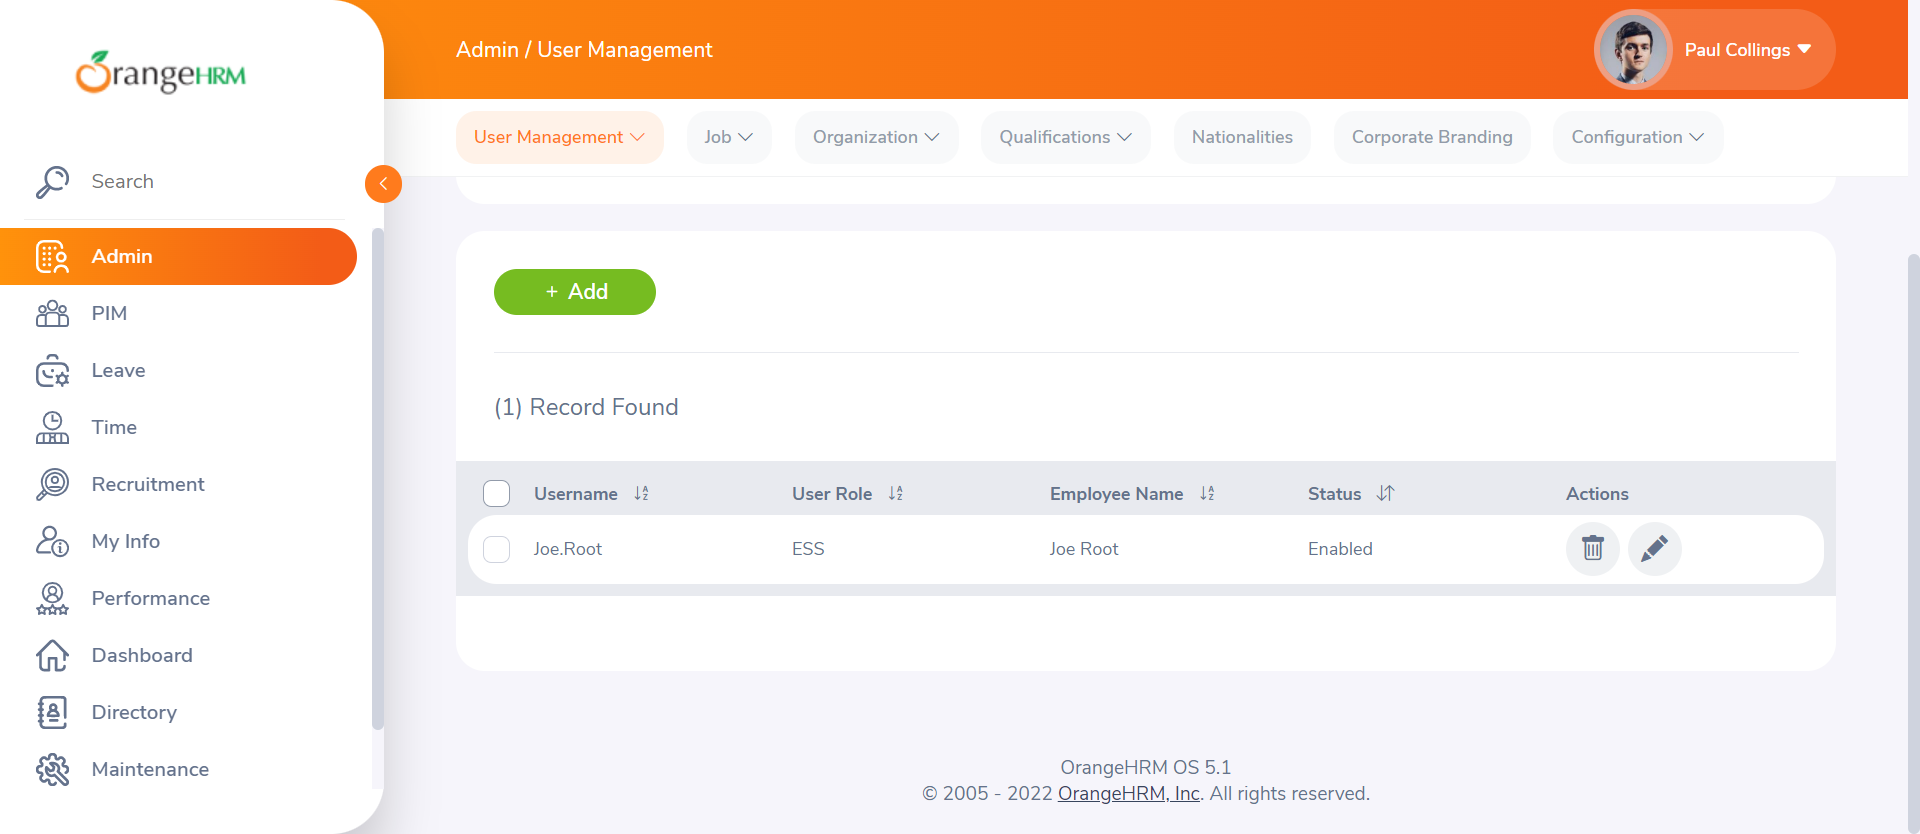 OrangeHRM
Search
Admin
PIM
Leave
Time
Recruitment
My Info
Performance
Dashboard
Directory
Maintenance
Admin / User Management
Paul Collings
User Management
Job
Organization
Qualifications
Nationalities
Corporate Branding
Configuration
+ Add
(1) Record Found
Username
User Role
Employee Name
Status
Actions
Joe.Root
ESS
Joe Root
Enabled
OrangeHRM OS 5.1
© 2005 - 2022 OrangeHRM, Inc. All rights reserved.